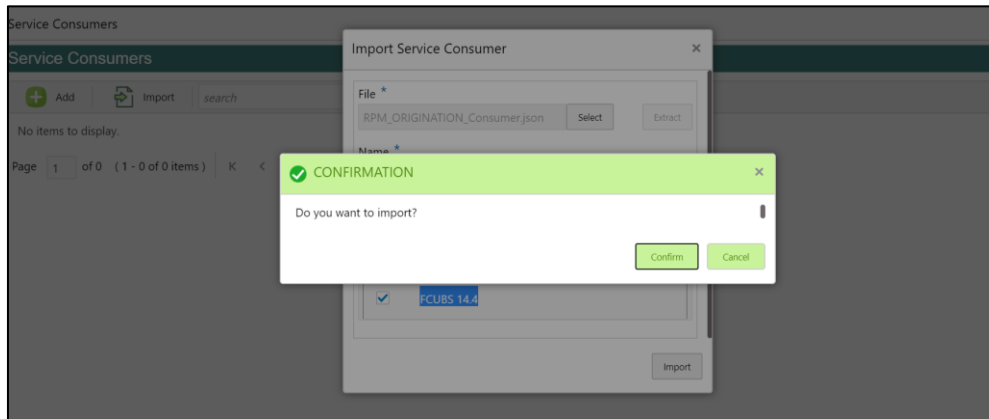 Service Consumers
Service Consumers
Add Import search
No items to display.
Page 1 of 0 (1 - 0 of 0 items) K <
Import Service Consumer ×
File *
RPM_ORIGINATION_Consumer.json Select Extract
Name *
CONFIRMATION ×
Do you want to import?
Confirm Cancel
FCUBS 14.4
Import